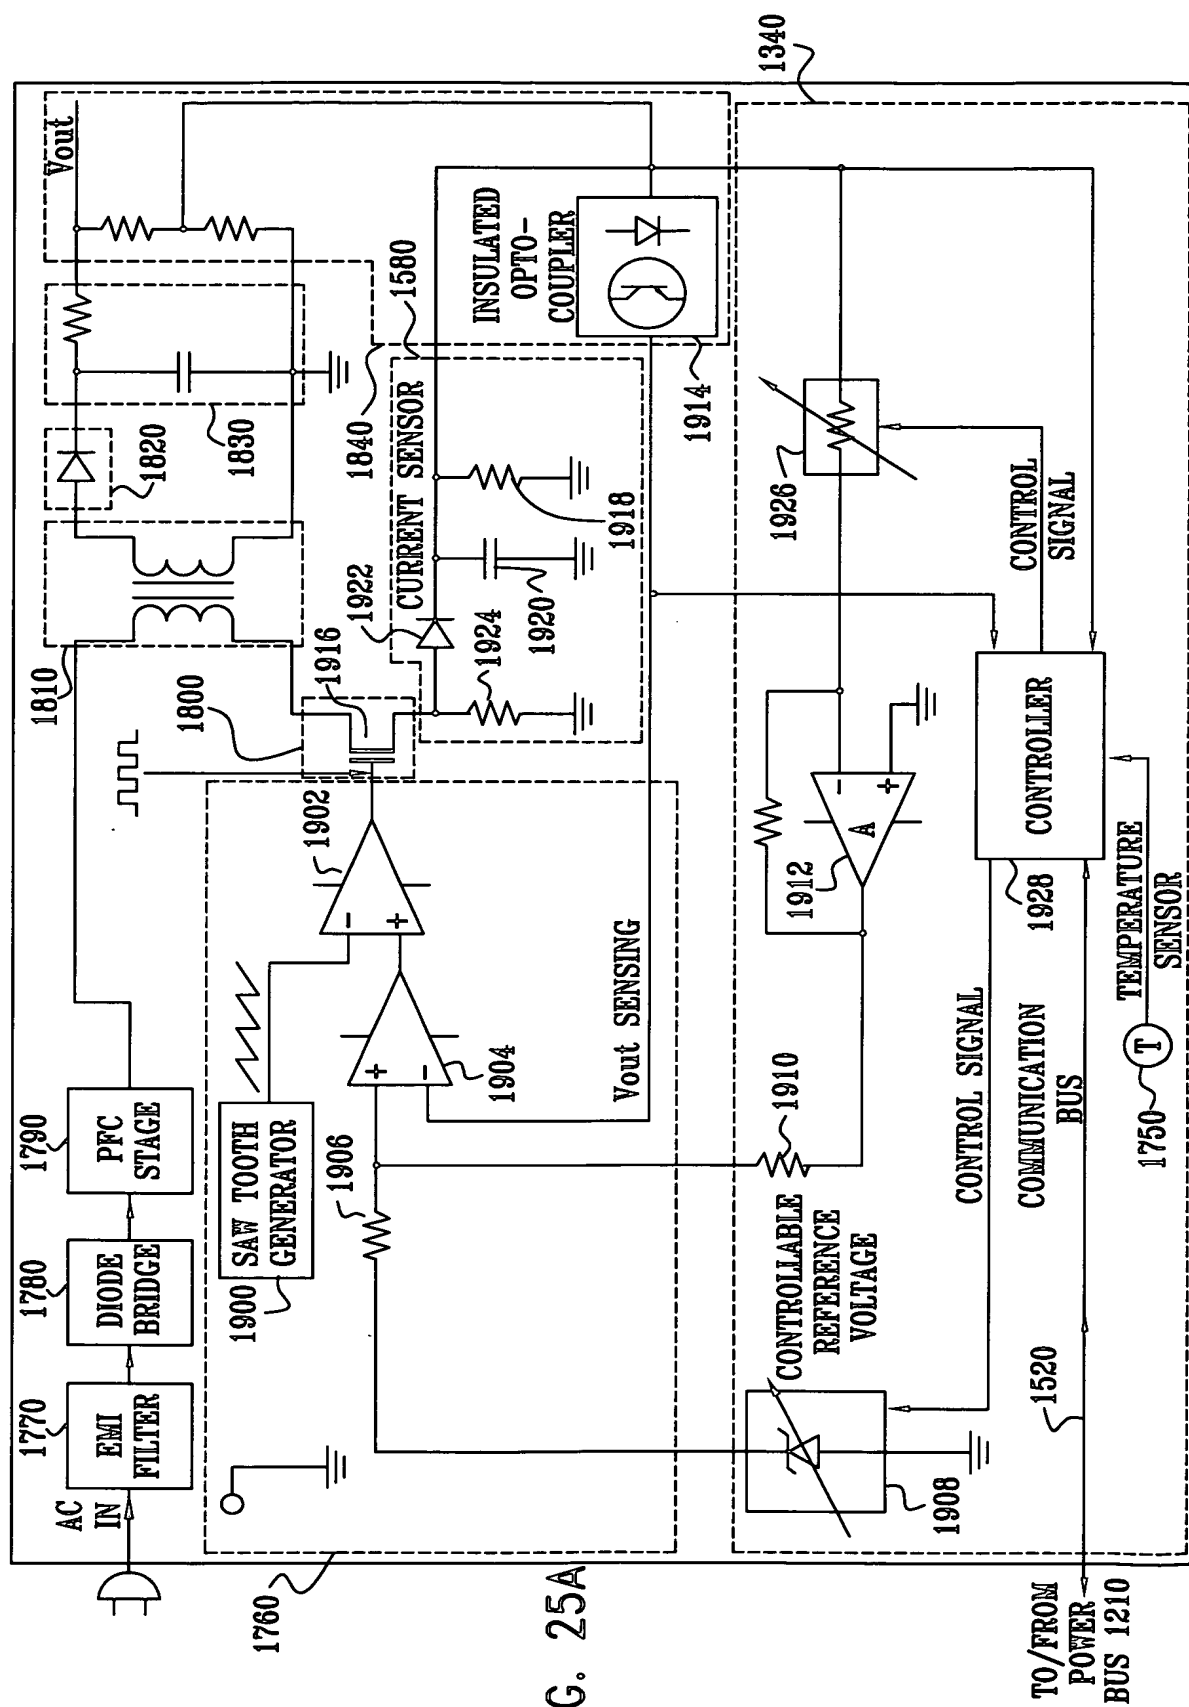 AC
IN
1770
EMI
FILTER
1780
DIODE
BRIDGE
1790
PFC
STAGE
1810
1820
1830
Vout
1840
1580
1800
1916
1922
CURRENT SENSOR
1924
1920
1918
INSULATED
OPTO-
COUPLER
1914
1760
1900
SAW TOOTH
GENERATOR
1906
1902
-
+
1904
+
-
Vout SENSING
1340
1926
CONTROL
SIGNAL
1910
CONTROLLABLE
REFERENCE
VOLTAGE
1908
1912
A
-
+
CONTROLLER
1928
CONTROL SIGNAL
COMMUNICATION
BUS
TEMPERATURE
SENSOR
T
1750
1520
TO/FROM
POWER
BUS 1210
G. 25A